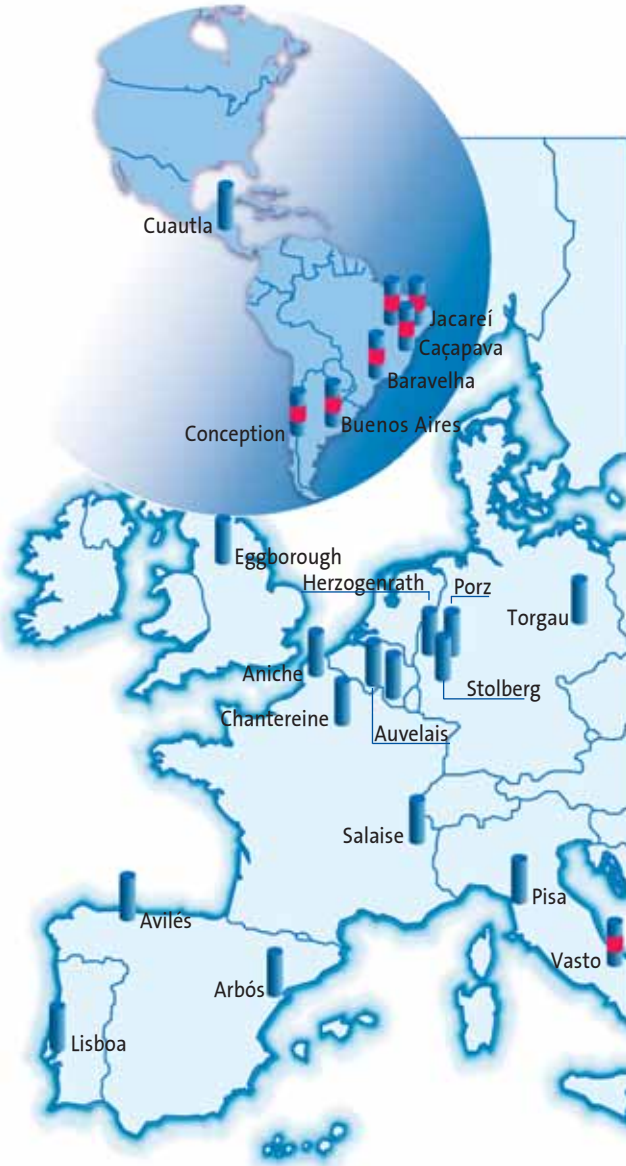 Cuautla
Jacareí
Caçapava
Baravelha
Conception
Buenos Aires
Eggborough
Herzogenrath
Porz
Torgau
Aniche
Stolberg
Chantereine
Auvelais
Salaise
Pisa
Avilés
Vasto
Arbós
Lisboa